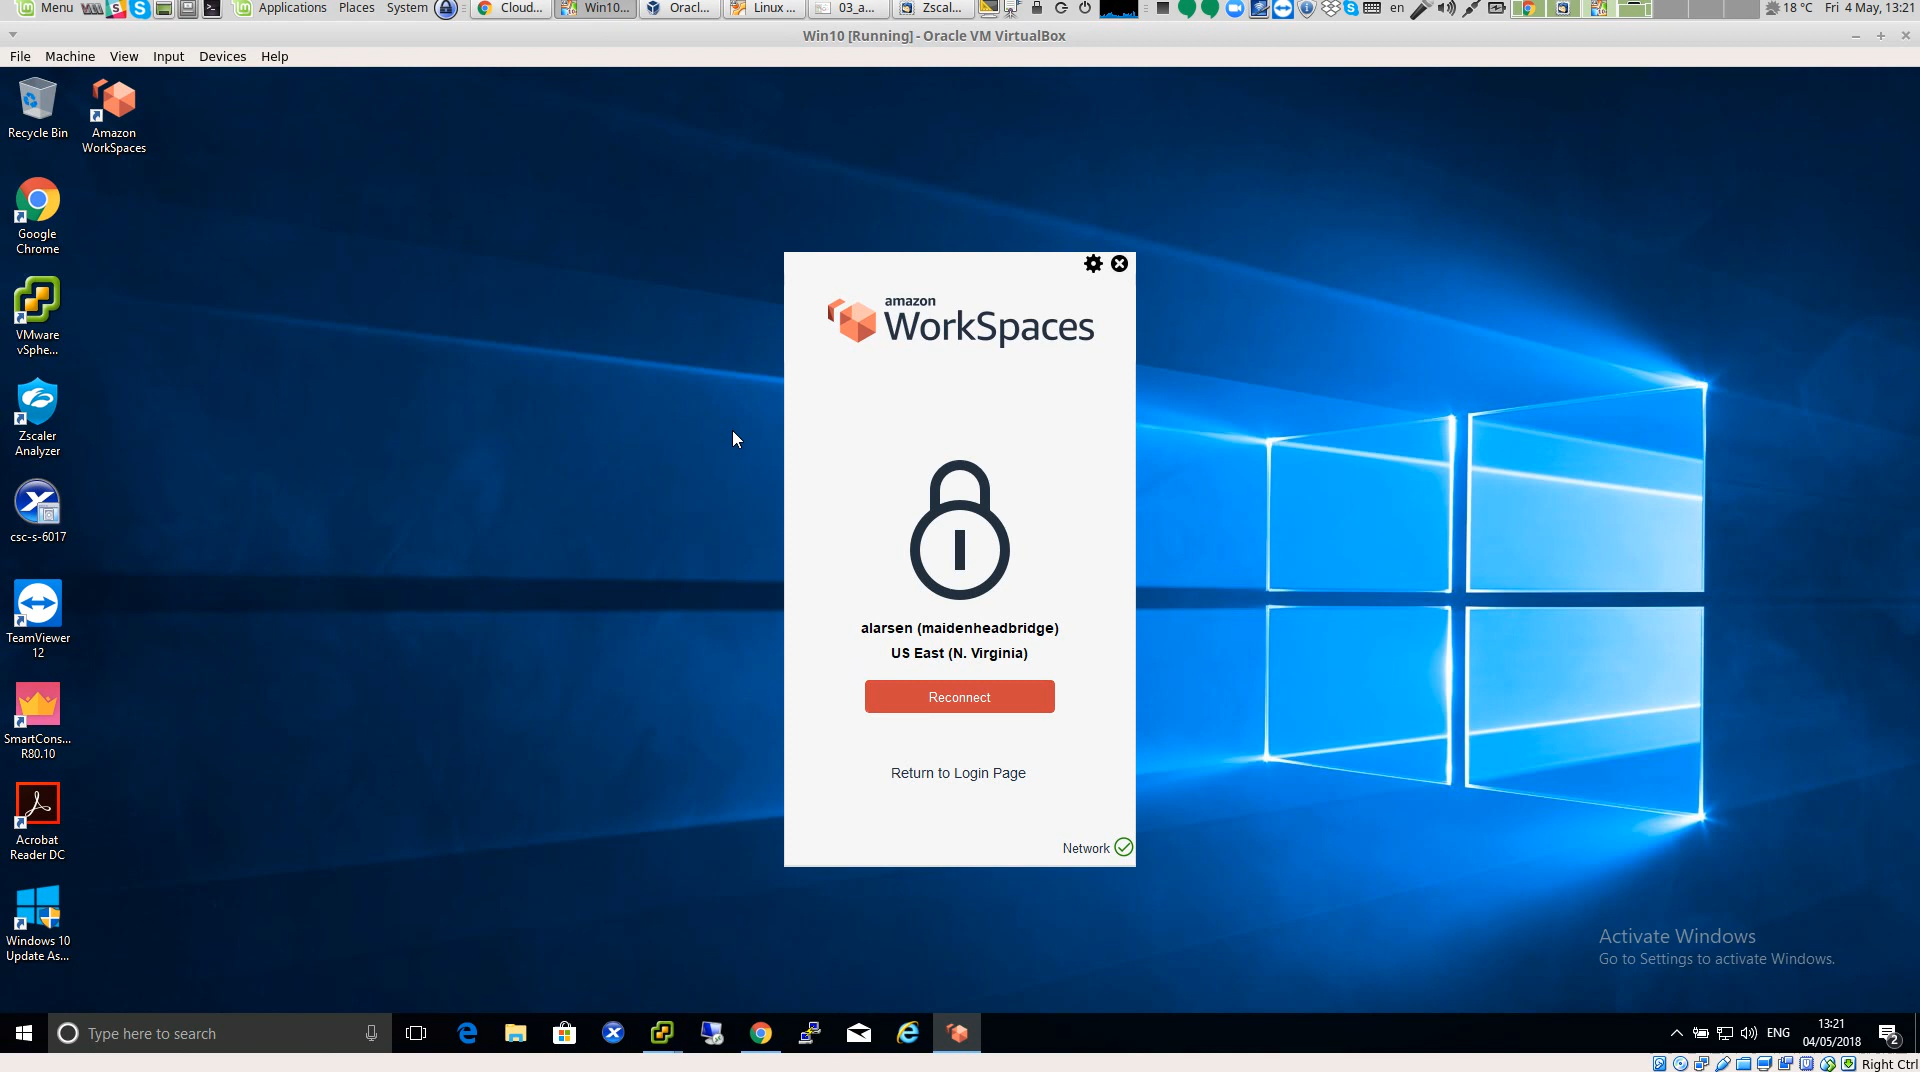 Menu Applications Places System Cloud... Win10... Oracl... Linux ... 03_a... Zscal... en 18 °C Fri 4 May, 13:21
Win10 [Running] - Oracle VM VirtualBox
File Machine View Input Devices Help
Recycle Bin
Amazon
WorkSpaces
Google
Chrome
VMware
vSphe...
Zscaler
Analyzer
csc-s-6017
TeamViewer
12
SmartCons...
R80.10
Acrobat
Reader DC
Windows 10
Update As...
amazon
WorkSpaces
alarsen (maidenheadbridge)
US East (N. Virginia)
Reconnect
Return to Login Page
Network
Activate Windows
Go to Settings to activate Windows.
Type here to search
ENG
13:21
04/05/2018
2
Right Ctrl